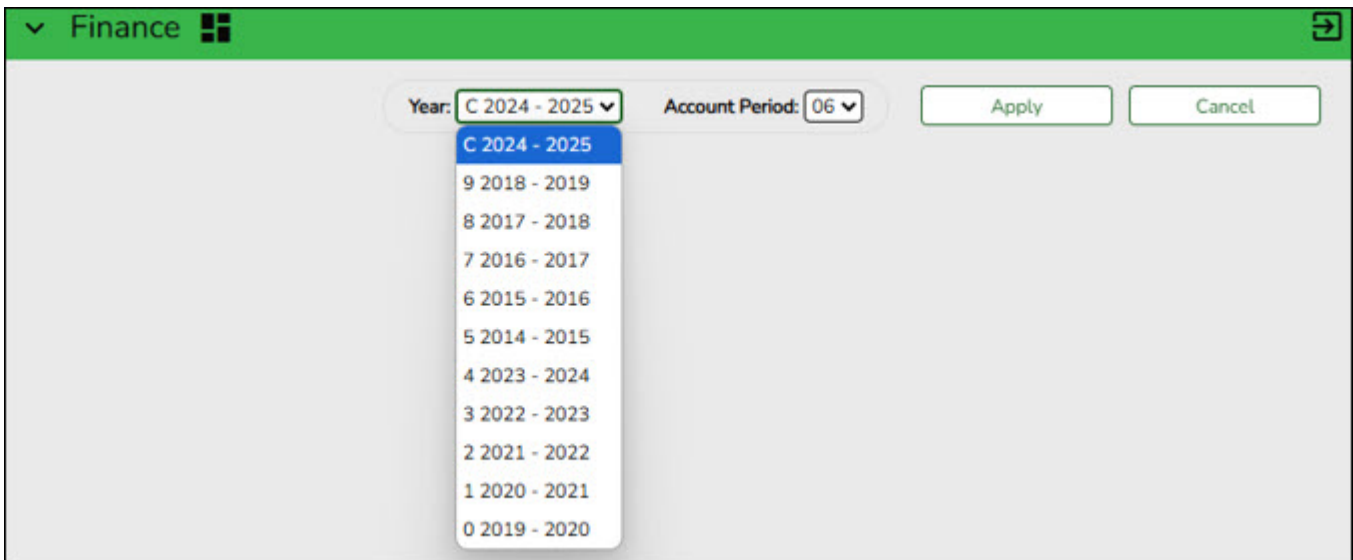 Finance
Year: C 2024 - 2025 Account Period: 06 Apply Cancel
C 2024 - 2025
9 2018 - 2019
8 2017 - 2018
7 2016 - 2017
6 2015 - 2016
5 2014 - 2015
4 2023 - 2024
3 2022 - 2023
2 2021 - 2022
1 2020 - 2021
0 2019 - 2020